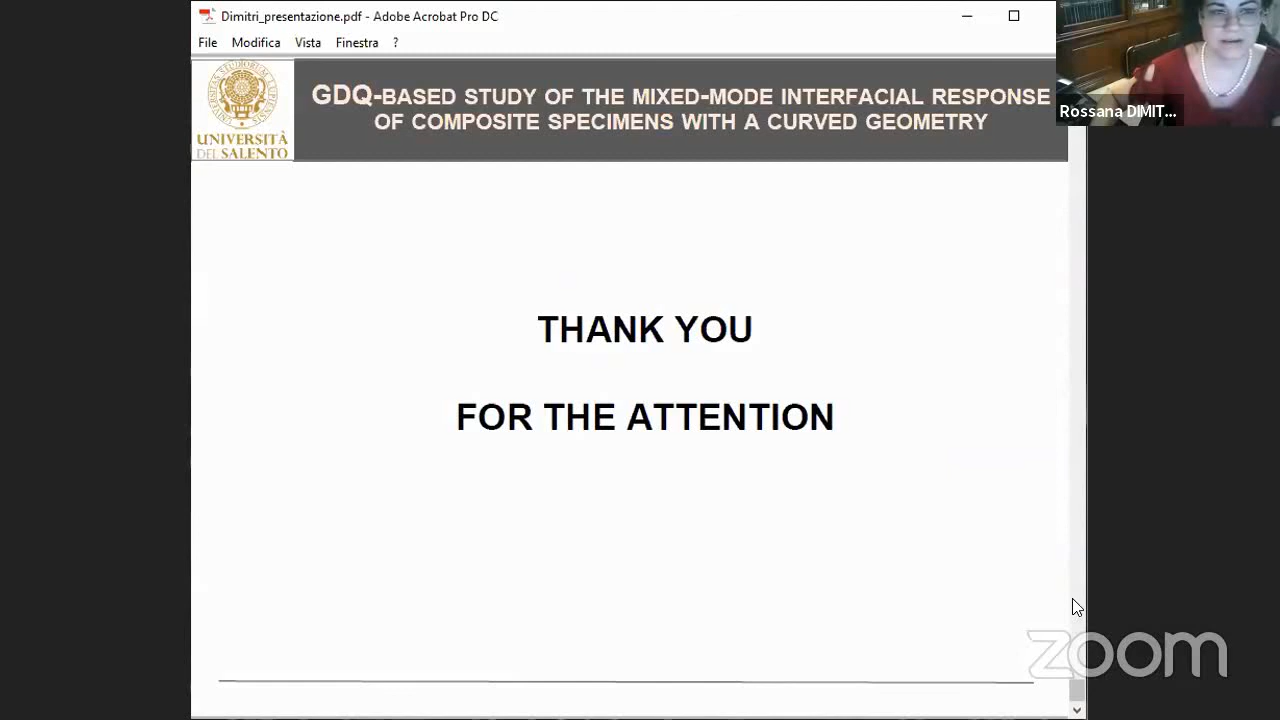 Dimitri_presentazione.pdf - Adobe Acrobat Pro DC
File Modifica Vista Finestra ?
STUDIORUM
UNIVERSITÀ
DEL SALENTO
GDQ-BASED STUDY OF THE MIXED-MODE INTERFACIAL RESPONSE
OF COMPOSITE SPECIMENS WITH A CURVED GEOMETRY
Rossana DIMIT...
THANK YOU
FOR THE ATTENTION
zoom